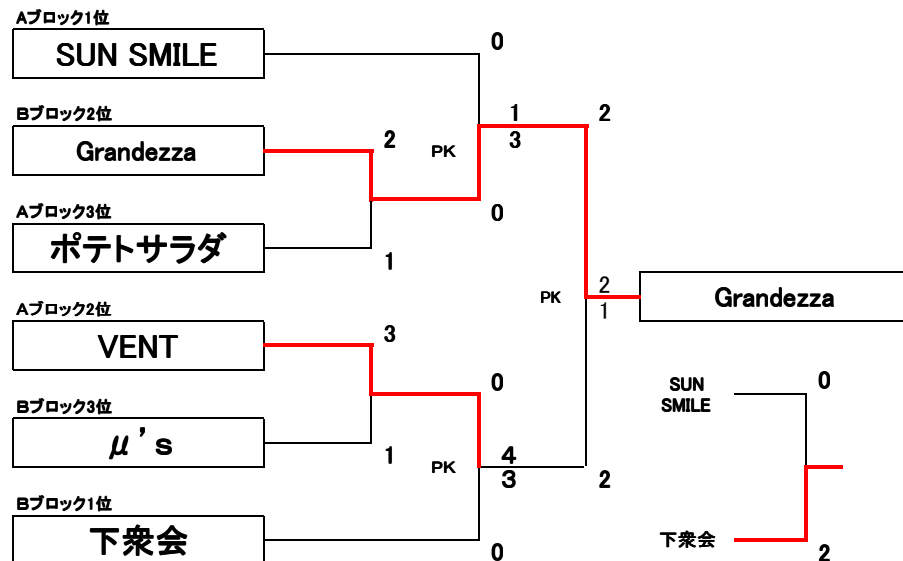 Aブロック1位
SUN SMILE
0
Bブロック2位
Grandezza
2
PK
1
3
2
Aブロック3位
ポテトサラダ
1
0
Aブロック2位
VENT
3
0
PK
2
1
Grandezza
Bブロック3位
μ's
1
PK
4
3
2
Bブロック1位
下衆会
0
SUN
SMILE
0
下衆会
2